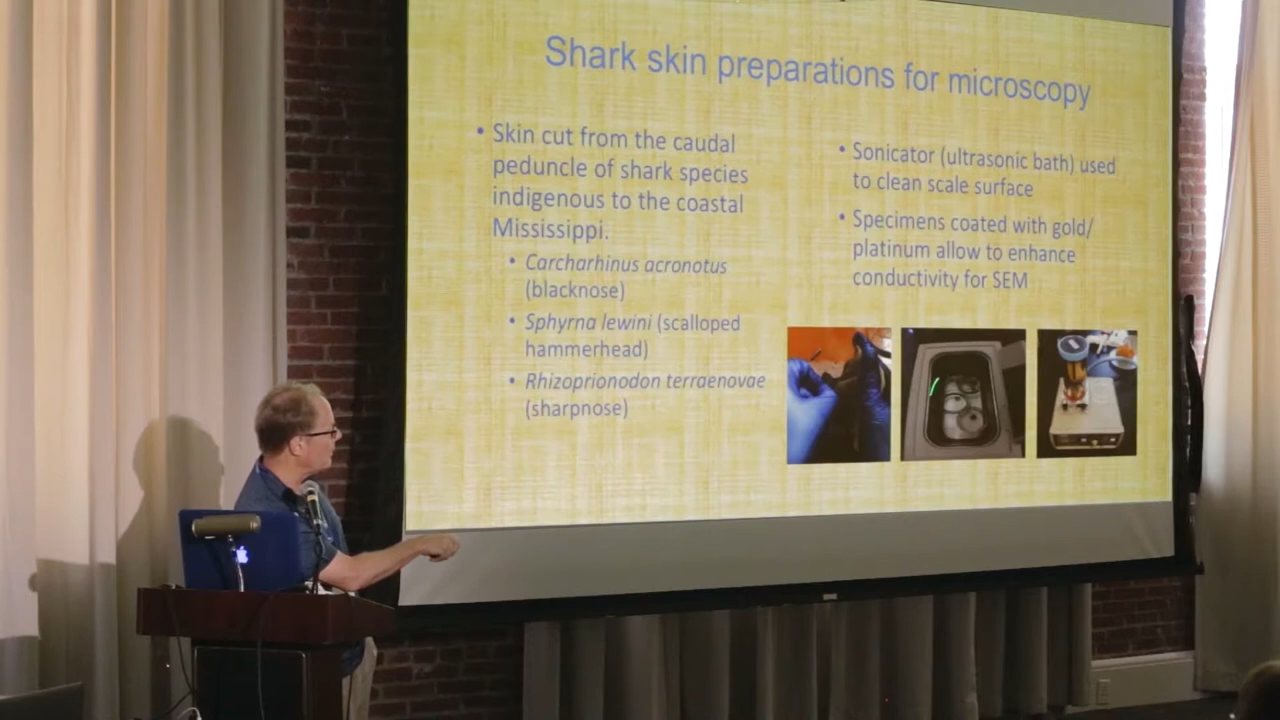 Shark skin preparations for microscopy
• Skin cut from the caudal
peduncle of shark species
indigenous to the coastal
Mississippi.
• Carcharhinus acronotus
(blacknose)
• Sphyrna lewini (scalloped
hammerhead)
• Rhizoprionodon terraenovae
(sharpnose)
• Sonicator (ultrasonic bath) used
to clean scale surface
• Specimens coated with gold/
platinum allow to enhance
conductivity for SEM